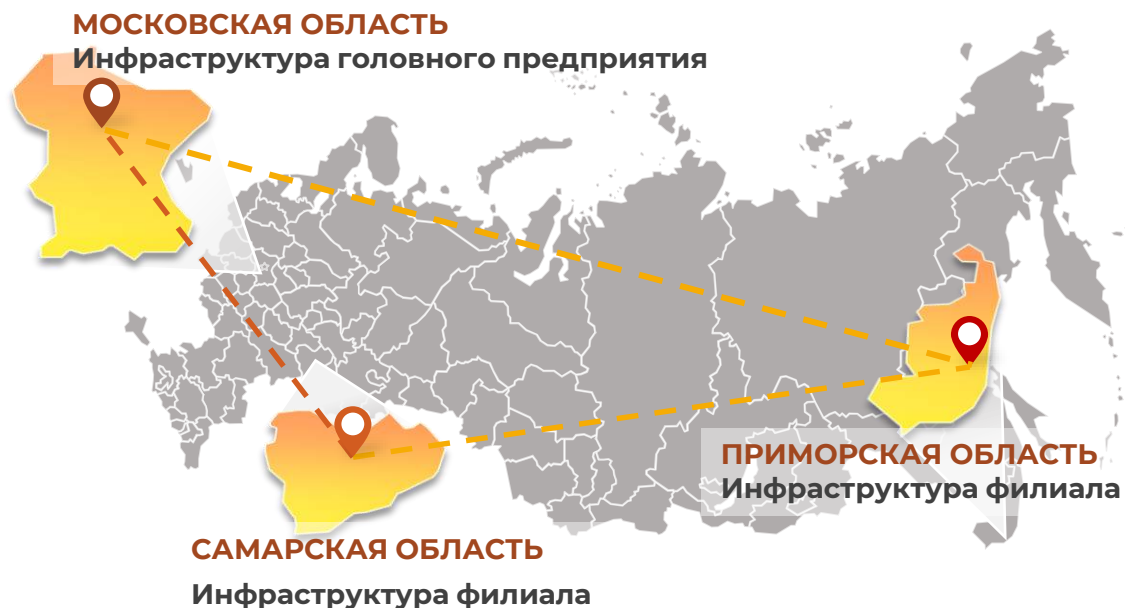 МОСКОВСКАЯ ОБЛАСТЬ
Инфраструктура головного предприятия
ПРИМОРСКАЯ ОБЛАСТЬ
Инфраструктура филиала
САМАРСКАЯ ОБЛАСТЬ
Инфраструктура филиала